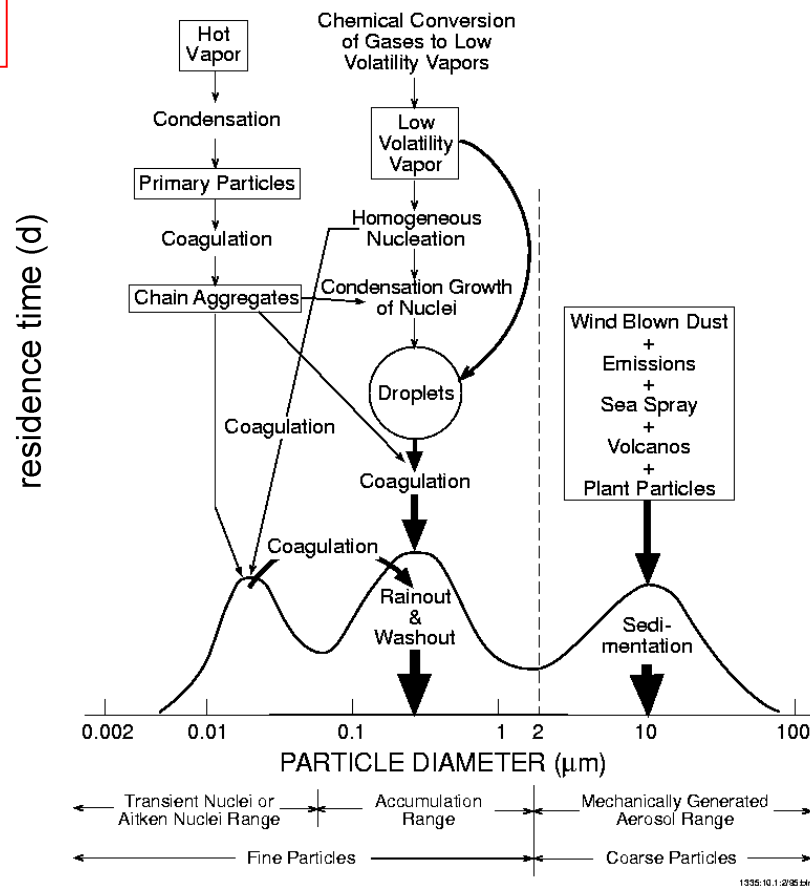 Hot
Vapor
Condensation
Primary Particles
Coagulation
Chain Aggregates
Chemical Conversion
of Gases to Low
Volatility Vapors
Low
Volatility
Vapor
Homogeneous
Nucleation
Condensation Growth
of Nuclei
Droplets
Coagulation
Coagulation
Coagulation
Rainout
&
Washout
Wind Blown Dust
+
Emissions
+
Sea Spray
+
Volcanos
+
Plant Particles
Sedi-
mentation
residence time (d)
0.002 0.01 0.1 1 2 10 100
PARTICLE DIAMETER (μm)
Transient Nuclei or
Aitken Nuclei Range
Accumulation
Range
Mechanically Generated
Aerosol Range
Fine Particles
Coarse Particles